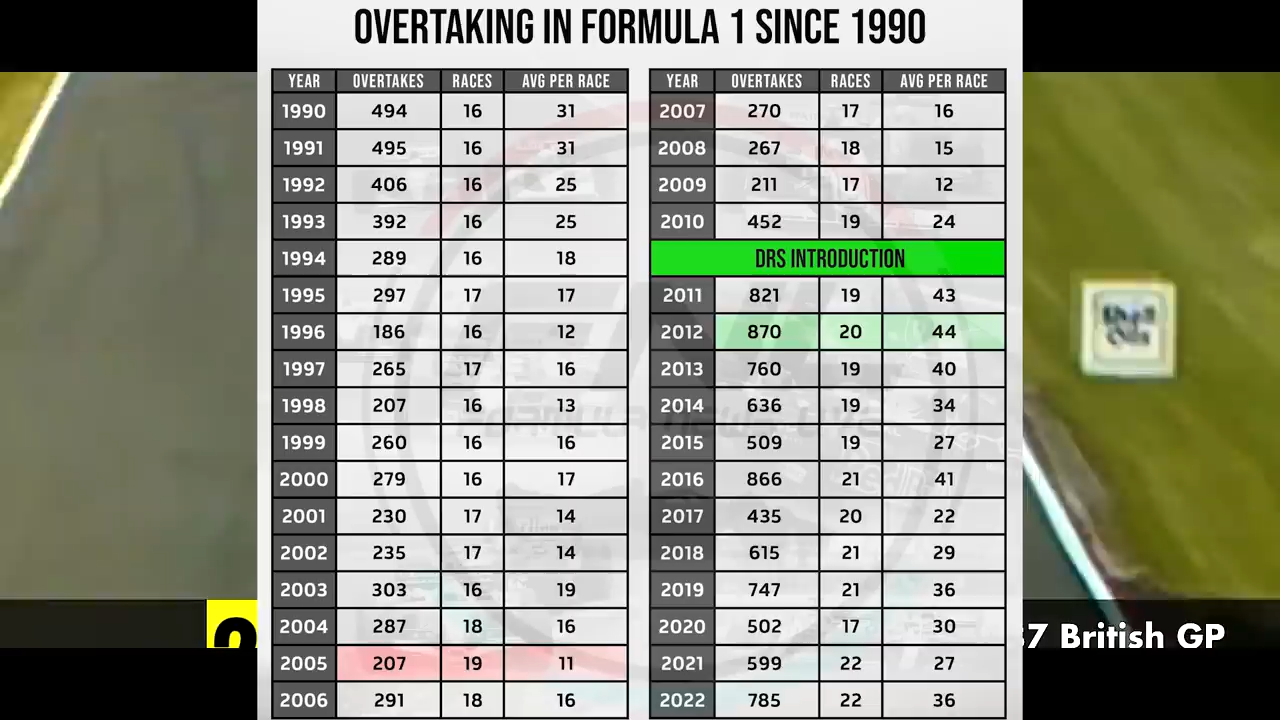 OVERTAKING IN FORMULA 1 SINCE 1990
YEAR OVERTAKES RACES AVG PER RACE
1990 494 16 31
1991 495 16 31
1992 406 16 25
1993 392 16 25
1994 289 16 18
1995 297 17 17
1996 186 16 12
1997 265 17 16
1998 207 16 13
1999 260 16 16
2000 279 16 17
2001 230 17 14
2002 235 17 14
2003 303 16 19
2004 287 18 16
2005 207 19 11
2006 291 18 16
YEAR OVERTAKES RACES AVG PER RACE
2007 270 17 16
2008 267 18 15
2009 211 17 12
2010 452 19 24
DRS INTRODUCTION
2011 821 19 43
2012 870 20 44
2013 760 19 40
2014 636 19 34
2015 509 19 27
2016 866 21 41
2017 435 20 22
2018 615 21 29
2019 747 21 36
2020 502 17 30
2021 599 22 27
2022 785 22 36
FORMULA NEWS LIVE
7 British GP